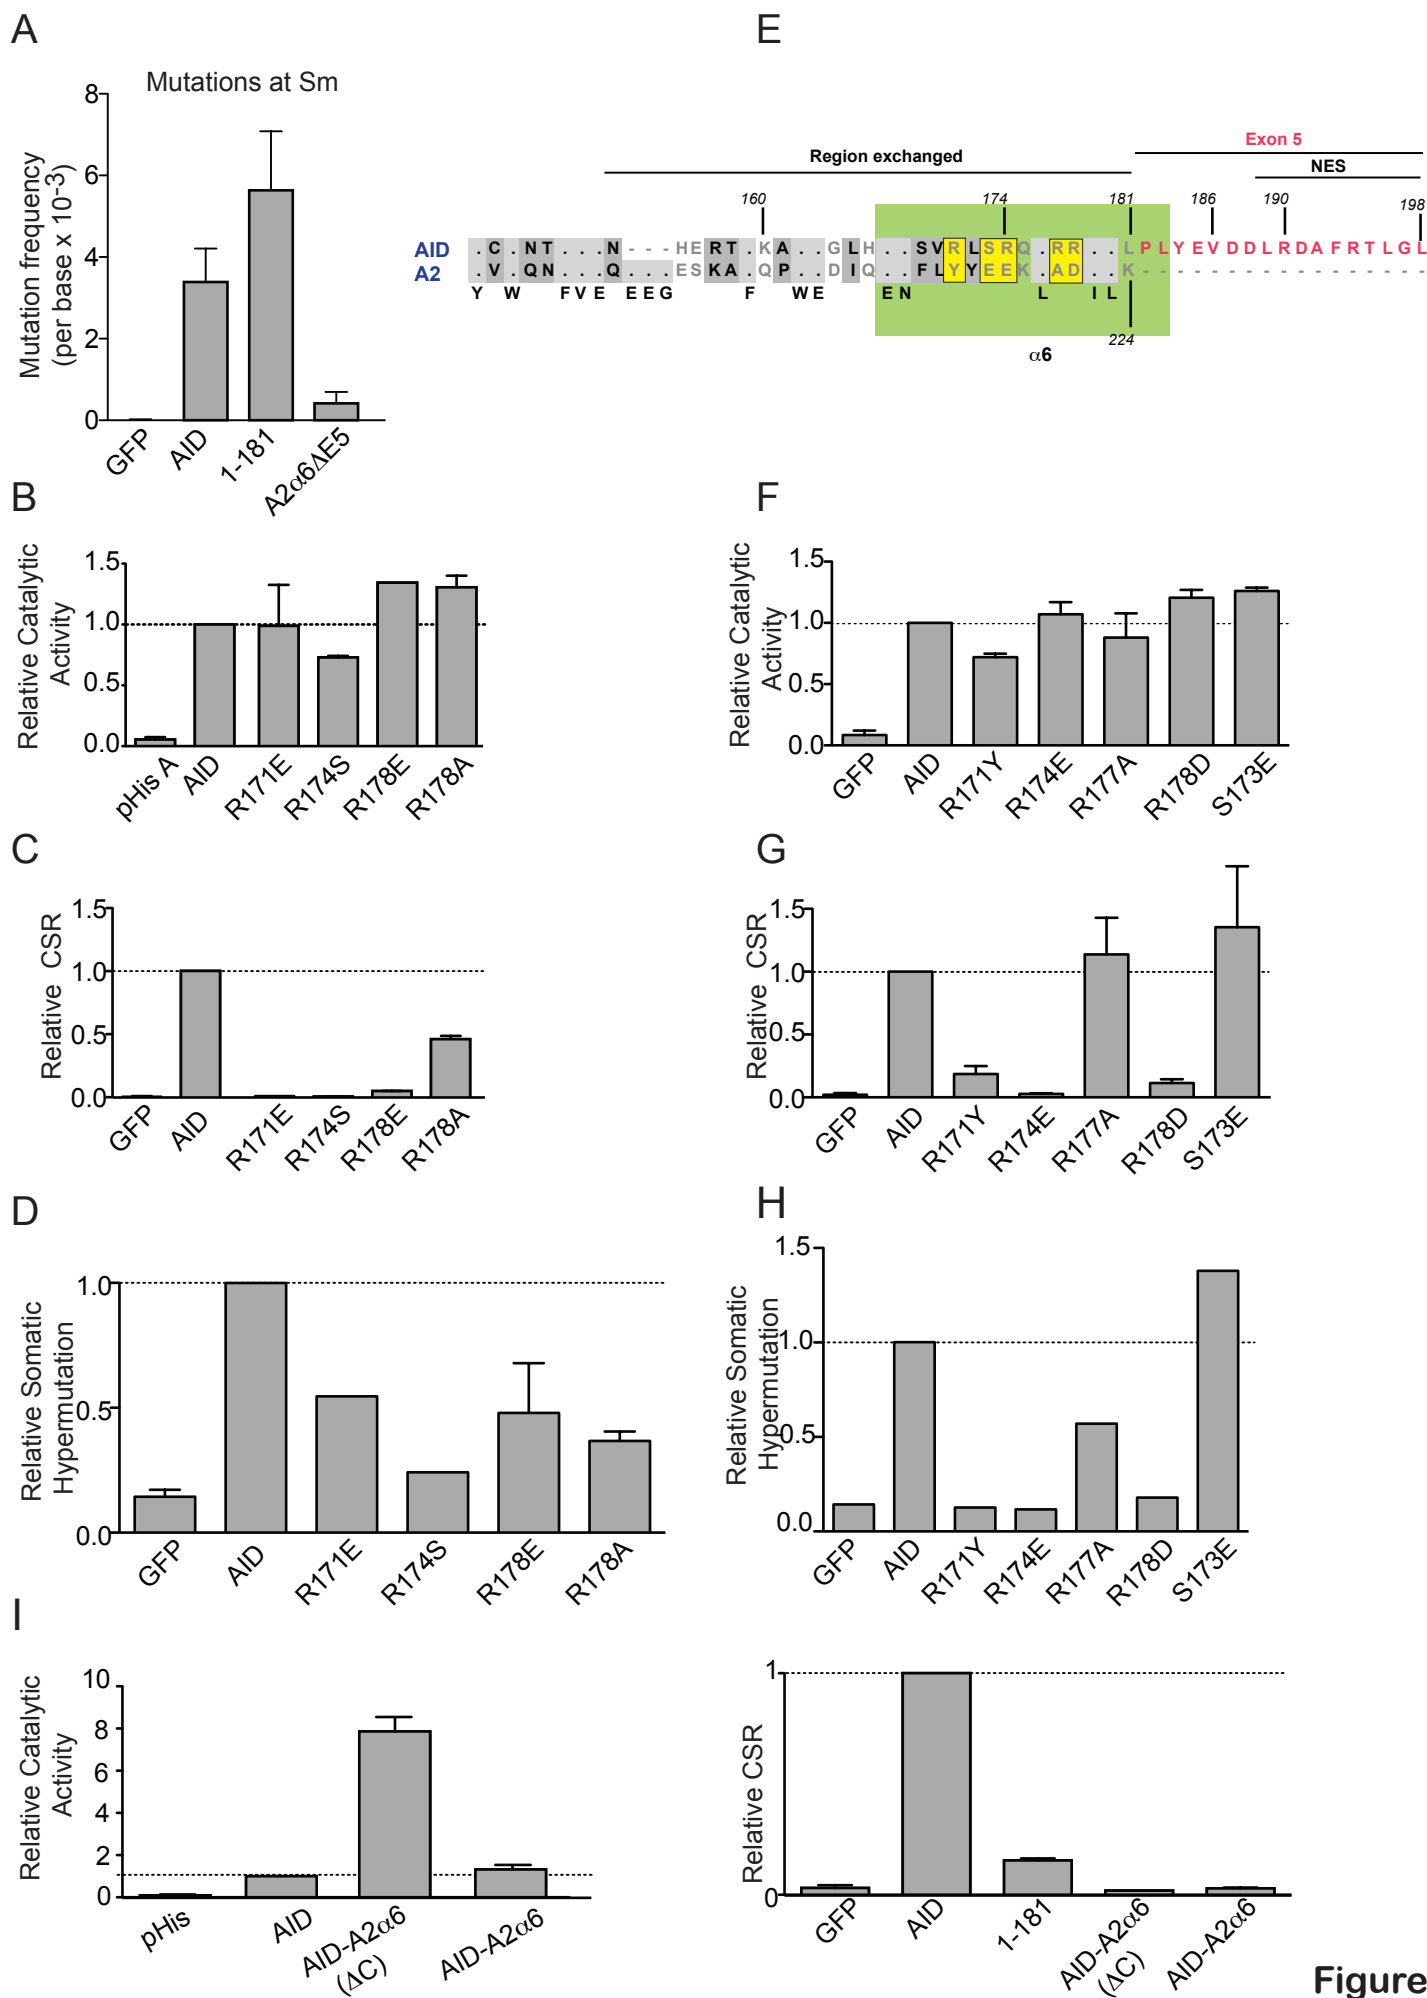 A
Mutations at Sm
Mutation frequency
(per base x 10-3)
8
6
4
2
0
GFP
AID
1-181
A2α6ΔE5
E
Exon 5
Region exchanged
NES
160
174
181
186
190
198
AID
. C . N T . . . N - - - H E R T . K A . . G L H . . S V R L S R Q . R R . . L P L Y E V D D L R D A F R T L G L
A2
. V . Q N . . . Q . . . E S K A . Q P . . D I Q . . F L Y Y E E K . A D . . K - - - - - - - - - - - - - - - - -
Y W F V E E E G F W E E N L I L
224
α6
B
Relative Catalytic
Activity
1.5
1.0
0.5
0.0
pHis A
AID
R171E
R174S
R178E
R178A
F
Relative Catalytic
Activity
1.5
1.0
0.5
0.0
GFP
AID
R171Y
R174E
R177A
R178D
S173E
C
Relative CSR
1.5
1.0
0.5
0.0
GFP
AID
R171E
R174S
R178E
R178A
G
Relative CSR
1.5
1.0
0.5
0.0
GFP
AID
R171Y
R174E
R177A
R178D
S173E
D
Relative Somatic
Hypermutation
1.0
0.5
0.0
GFP
AID
R171E
R174S
R178E
R178A
H
Relative Somatic
Hypermutation
1.5
1.0
0.5
0.0
GFP
AID
R171Y
R174E
R177A
R178D
S173E
I
Relative Catalytic
Activity
10
8
6
4
2
0
pHis
AID
AID-A2α6
(ΔC)
AID-A2α6
Relative CSR
1
0
GFP
AID
1-181
AID-A2α6
(ΔC)
AID-A2α6
Figure